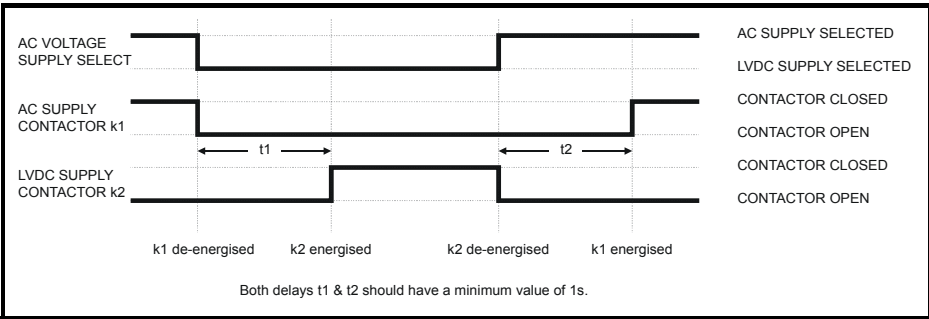 AC VOLTAGE
SUPPLY SELECT
AC SUPPLY SELECTED
LVDC SUPPLY SELECTED
AC SUPPLY
CONTACTOR k1
CONTACTOR CLOSED
CONTACTOR OPEN
t1
t2
LVDC SUPPLY
CONTACTOR k2
CONTACTOR CLOSED
CONTACTOR OPEN
k1 de-energised
k2 energised
k2 de-energised
k1 energised
Both delays t1 & t2 should have a minimum value of 1s.